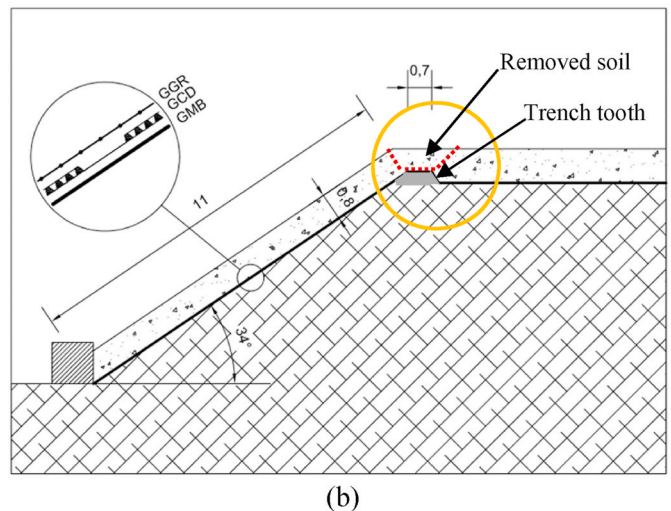 0,7
Removed soil
Trench tooth
GGR
GCD
GMB
11
0,8
34°
(b)